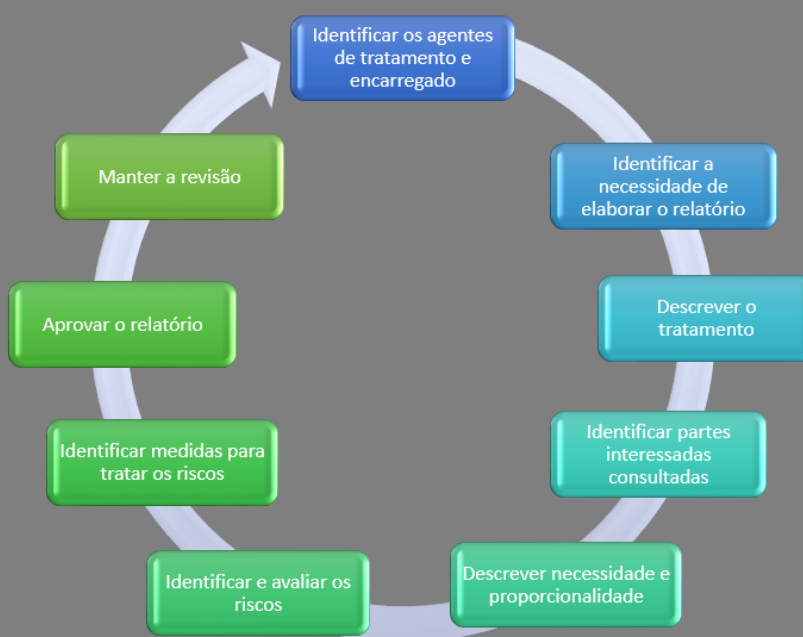 Identificar os agentes
de tratamento e
encarregado
Identificar a
necessidade de
elaborar o relatório
Descrever o
tratamento
Identificar partes
interessadas
consultadas
Descrever necessidade e
proporcionalidade
Identificar e avaliar os
riscos
Identificar medidas para
tratar os riscos
Aprovar o relatório
Manter a revisão